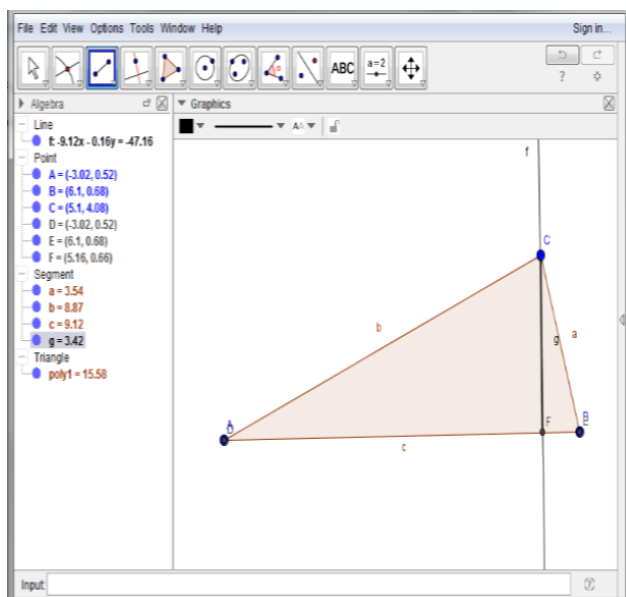 File Edit View Options Tools Window Help Sign in...
ABC a=2
?
Algebra Graphics
AA
Line
f: -9.12x - 0.16y = -47.16
Point
A = (-3.02, 0.52)
B = (6.1, 0.68)
C = (5.1, 4.08)
D = (-3.02, 0.52)
E = (6.1, 0.68)
F = (5.16, 0.66)
Segment
a = 3.54
b = 8.87
c = 9.12
g = 3.42
Triangle
poly1 = 15.58
f
C
b
g
a
A
B
F
c
Input: